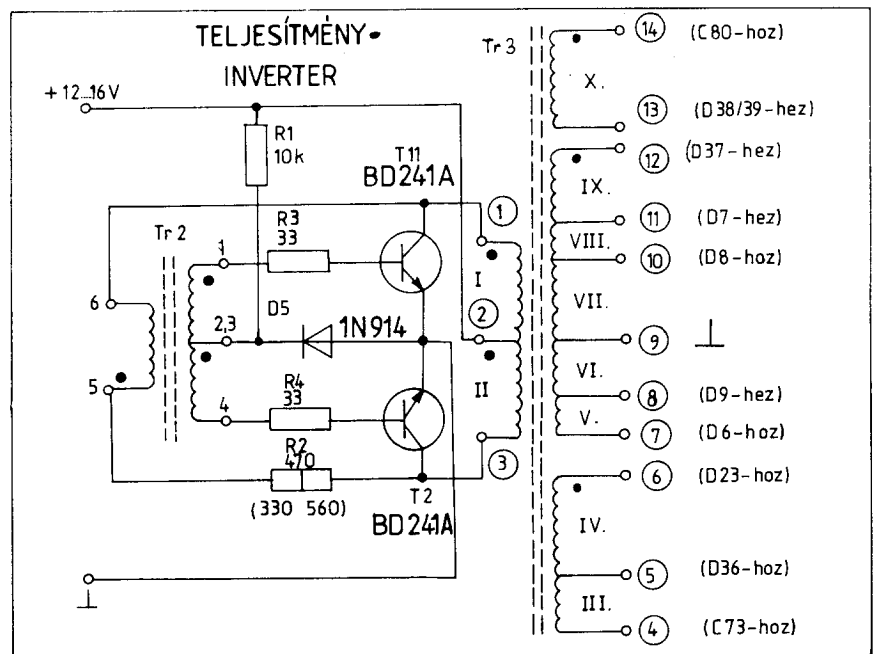 TELJESÍTMÉNY-
INVERTER
+12...16V
R1
10k
T11
BD241A
Tr 2
1
R3
33
6
2,3
D5
1N914
5
4
R4
33
R2
470
(330 560)
T2
BD241A
⊥
Tr 3
1
I
2
II
3
14 (C80-hoz)
X.
13 (D38/39-hez)
12 (D37-hez)
IX.
11 (D7-hez)
VIII.
10 (D8-hoz)
VII.
9 ⊥
VI.
8 (D9-hez)
V.
7 (D6-hoz)
6 (D23-hoz)
IV.
5 (D36-hoz)
III.
4 (C73-hoz)